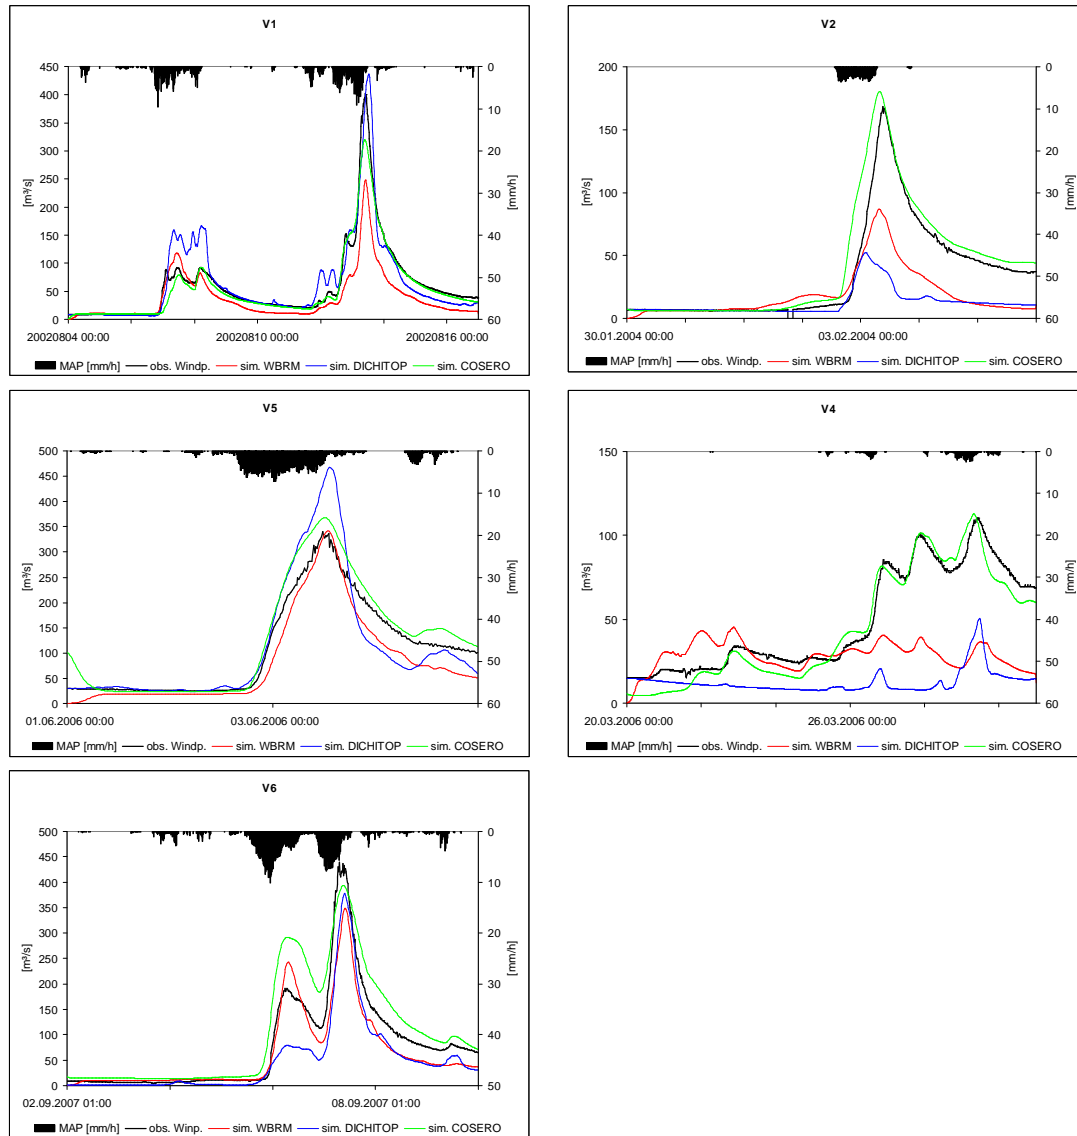 V1
450 0
400
350 10
300
[m³/s] 250 20 [mm/h]
200 30
150 40
100
50 50
0 60
20020804 00:00 20020810 00:00 20020816 00:00
MAP [mm/h] obs. Windp. sim. WBRM sim. DICHITOP sim. COSERO
V2
200 0
10
150
20
[m³/s] 100 30 [mm/h]
40
50
50
0 60
30.01.2004 00:00 03.02.2004 00:00
MAP [mm/h] obs. Windp. sim. WBRM sim. DICHITOP sim. COSERO
V5
500 0
450
400 10
350
300 20
[m³/s] 250 30 [mm/h]
200
150 40
100 50
50
0 60
01.06.2006 00:00 03.06.2006 00:00
MAP [mm/h] obs. Windp. sim. WBRM sim. DICHITOP sim. COSERO
V4
150 0
10
100 20
[m³/s] 30 [mm/h]
50 40
50
0 60
20.03.2006 00:00 26.03.2006 00:00
MAP [mm/h] obs. Windp. sim. WBRM sim. DICHITOP sim. COSERO
V6
500 0
450
400 10
350
300 20
[m³/s] 250 [mm/h]
200 30
150
100 40
50
0 50
02.09.2007 01:00 08.09.2007 01:00
MAP [mm/h] obs. Winp. sim. WBRM sim. DICHITOP sim. COSERO